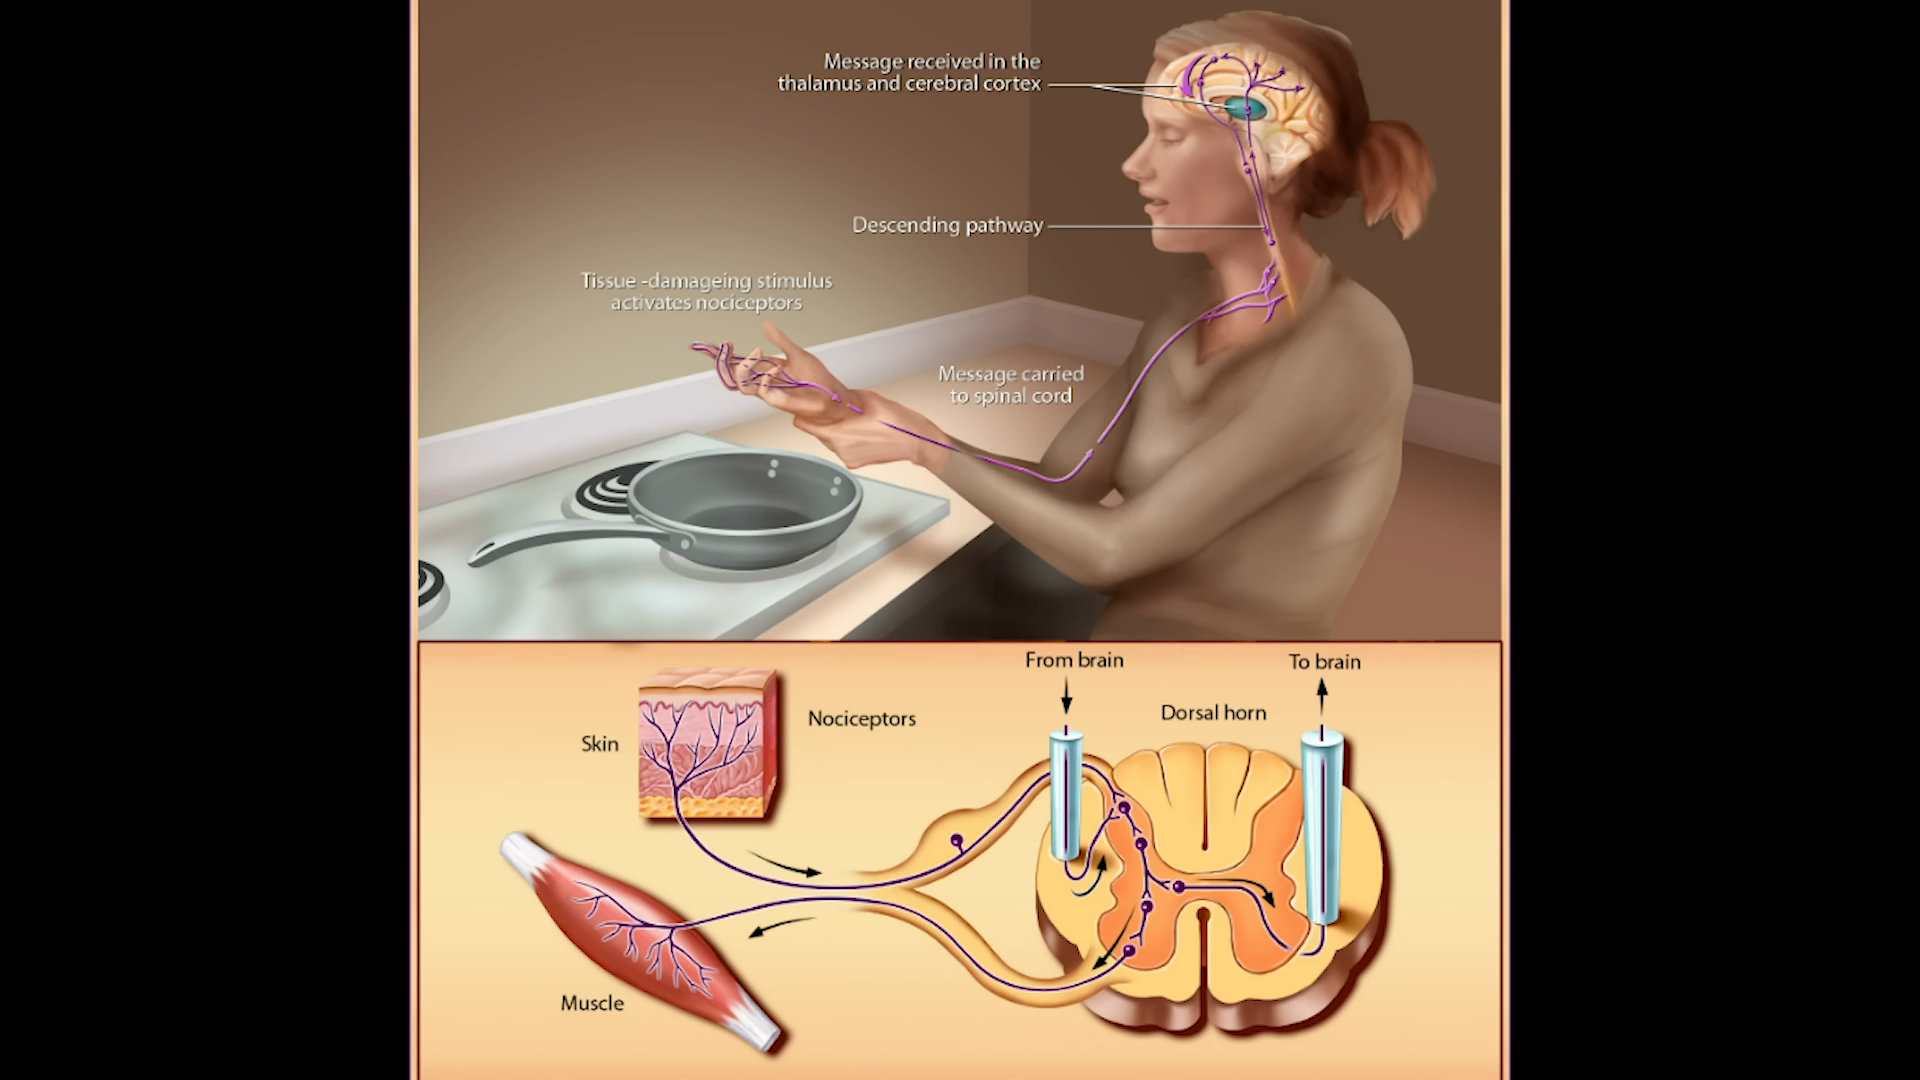 Message received in the
thalamus and cerebral cortex
Descending pathway
Tissue -damageing stimulus
activates nociceptors
Message carried
to spinal cord
From brain
To brain
Dorsal horn
Nociceptors
Skin
Muscle